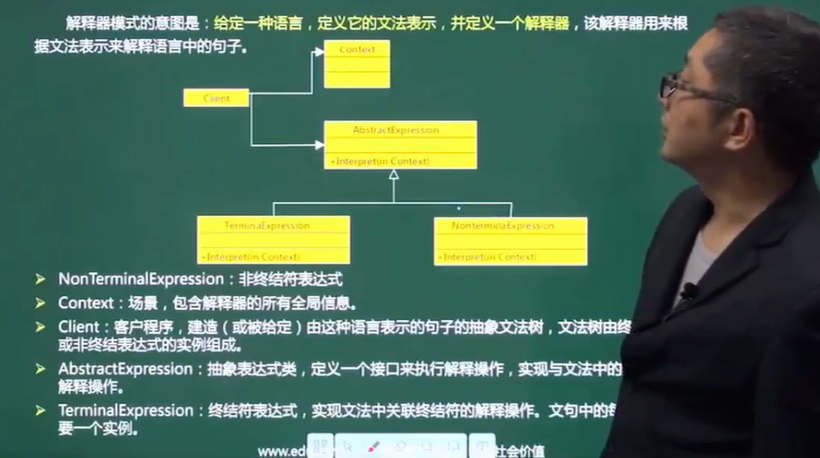 解释器模式的意图是：给定一种语言，定义它的文法表示，并定义一个解释器，该解释器用来根
据文法表示来解释语言中的句子。
Context
Client
AbstractExpression
+Interpret(in Context)
TerminaExpression
NonterminaExpression
+Interpret(in Context)
+Interpret(in Context)
NonTerminalExpression：非终结符表达式
Context：场景，包含解释器的所有全局信息。
Client：客户程序，建造（或被给定）由这种语言表示的句子的抽象文法树，文法树由终
或非终结表达式的实例组成。
AbstractExpression：抽象表达式类，定义一个接口来执行解释操作，实现与文法中的
解释操作。
TerminalExpression：终结符表达式，实现文法中关联终结符的解释操作。文句中的每
要一个实例。
www.ed 社会价值